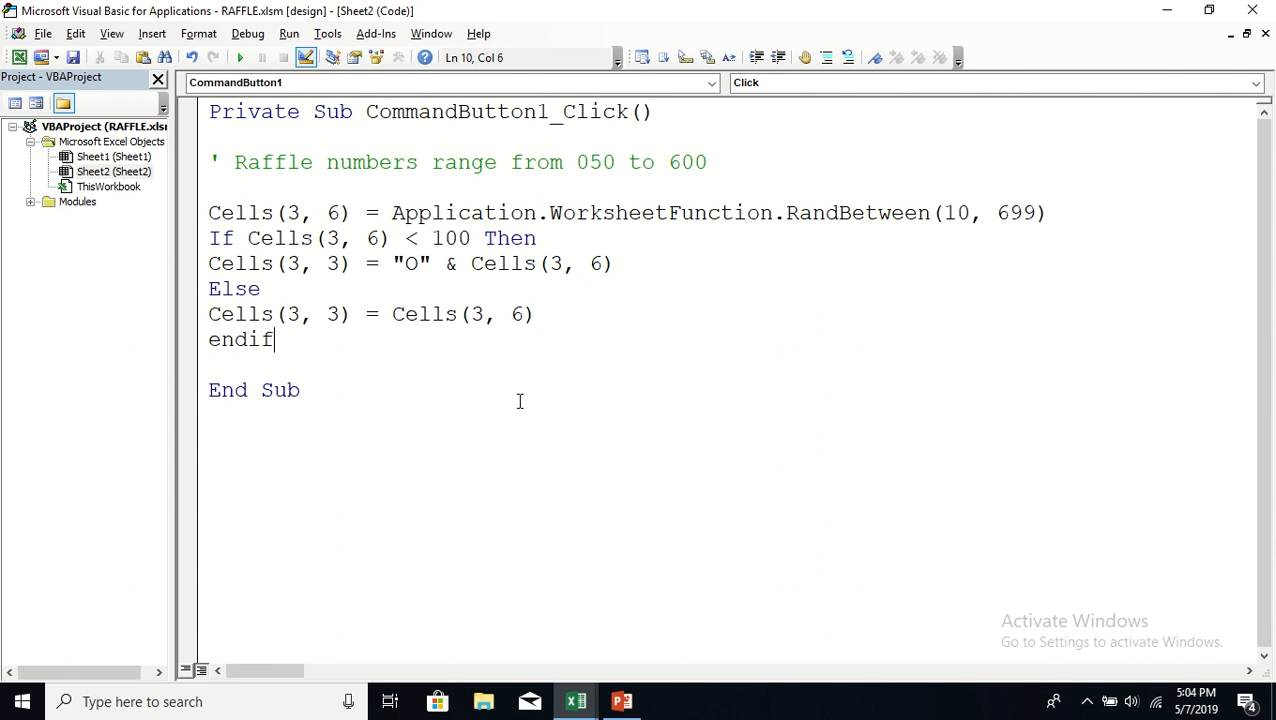 Microsoft Visual Basic for Applications - RAFFLE.xlsm [design] - [Sheet2 (Code)]
File Edit View Insert Format Debug Run Tools Add-Ins Window Help
Ln 10, Col 6
Project - VBAProject
CommandButton1
Click
VBAProject (RAFFLE.xlsm
Microsoft Excel Objects
Sheet1 (Sheet1)
Sheet2 (Sheet2)
ThisWorkbook
Modules
Private Sub CommandButton1_Click()
' Raffle numbers range from 050 to 600
Cells(3, 6) = Application.WorksheetFunction.RandBetween(10, 699)
If Cells(3, 6) < 100 Then
Cells(3, 3) = "O" & Cells(3, 6)
Else
Cells(3, 3) = Cells(3, 6)
endif
End Sub
Activate Windows
Go to Settings to activate Windows.
Type here to search
5:04 PM
5/7/2019
4